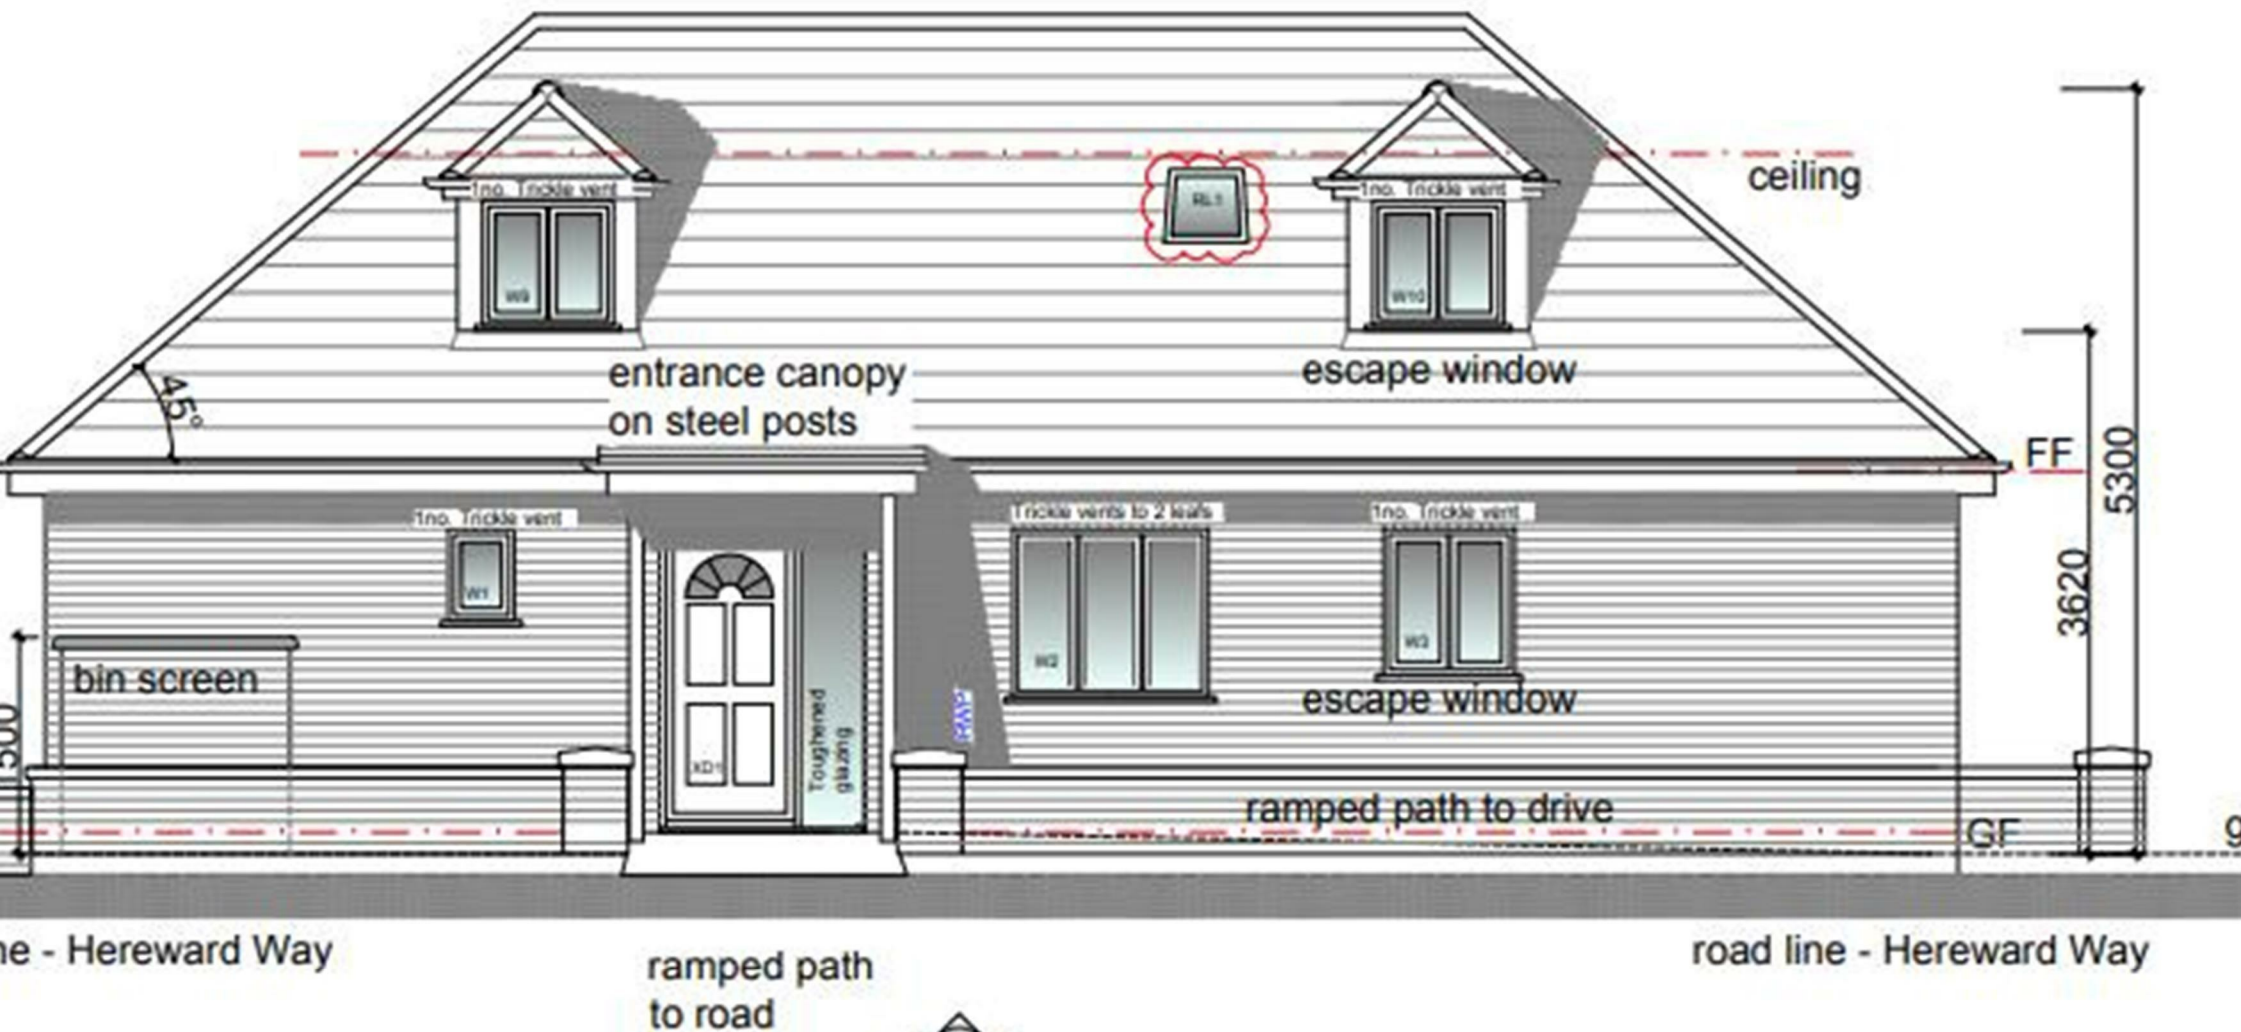 ceiling
1no. Trickle vent
1no. Trickle vent
RL1
W9
W10
entrance canopy
on steel posts
escape window
45°
FF
5300
3620
1no. Trickle vent
Trickle vents to 2 leafs
1no. Trickle vent
W1
W2
W3
bin screen
escape window
RWP
Toughened
glazing
XD1
ramped path to drive
GF
road line - Hereward Way
Hereward Way
ramped path
to road